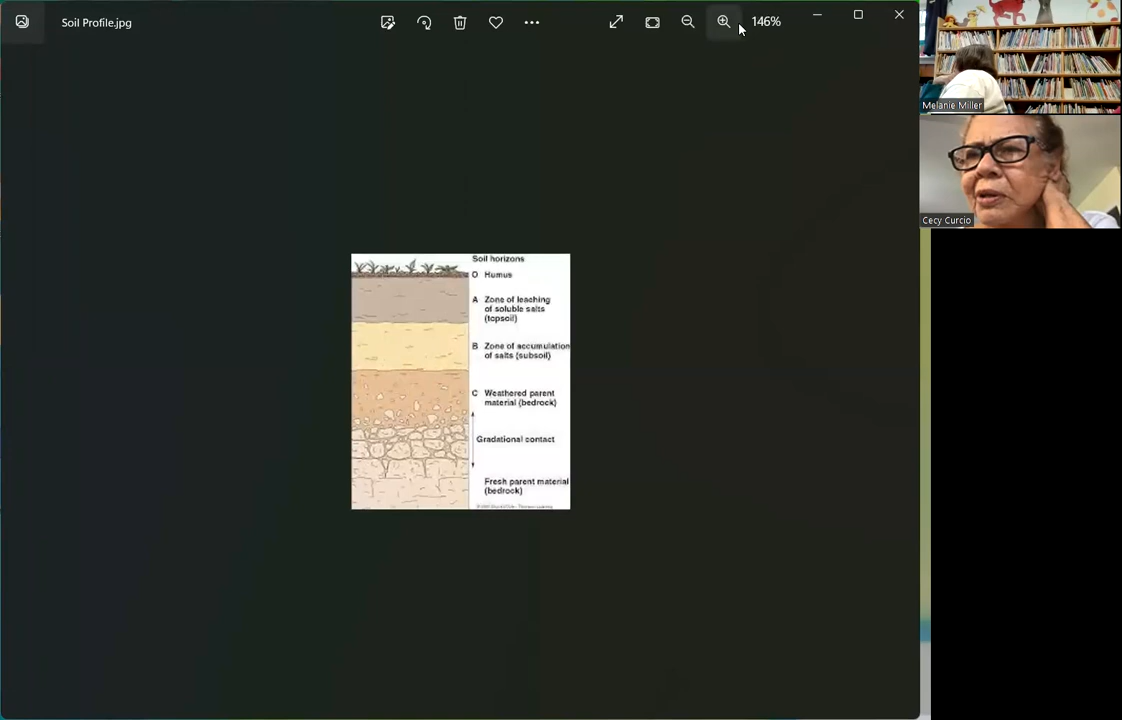 Soil Profile.jpg
146%
Melanie Miller
Cecy Curcio
Soil horizons
O Humus
A Zone of leaching
of soluble salts
(topsoil)
B Zone of accumulation
of salts (subsoil)
C Weathered parent
material (bedrock)
Gradational contact
Fresh parent material
(bedrock)